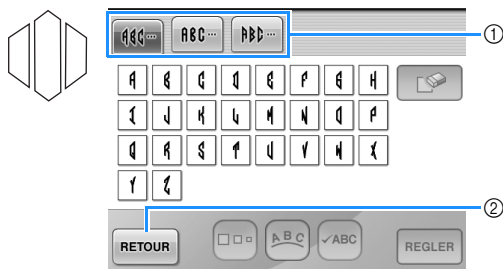 ABC... ABC... ABC... ①
A B C D E F G H
I J K L M N O P
Q R S T U V W X
Y Z
②
RETOUR ABC ✓ABC REGLER